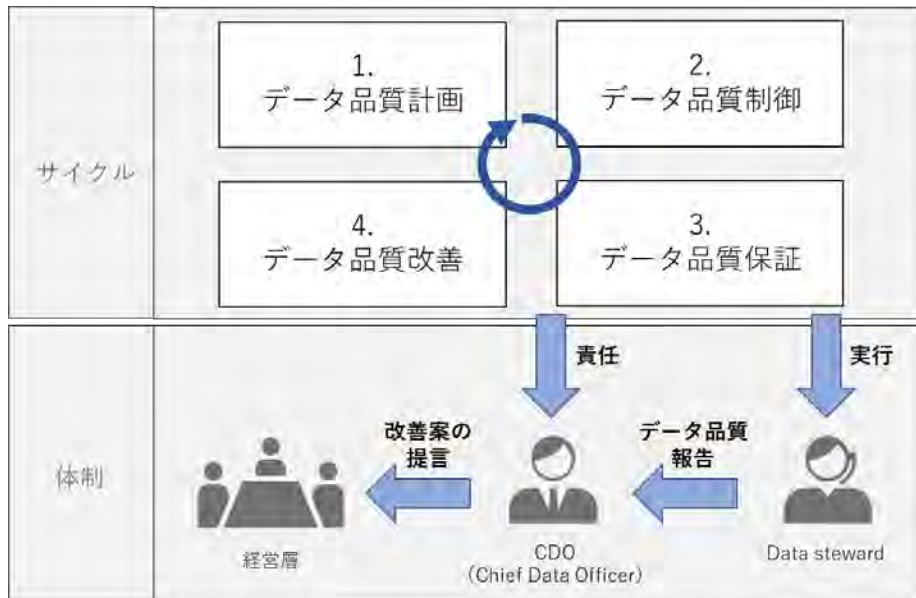 サイクル
1.
データ品質計画
2.
データ品質制御
4.
データ品質改善
3.
データ品質保証
責任
実行
体制
改善案の
提言
データ品質
報告
経営層
CDO
(Chief Data Officer)
Data steward